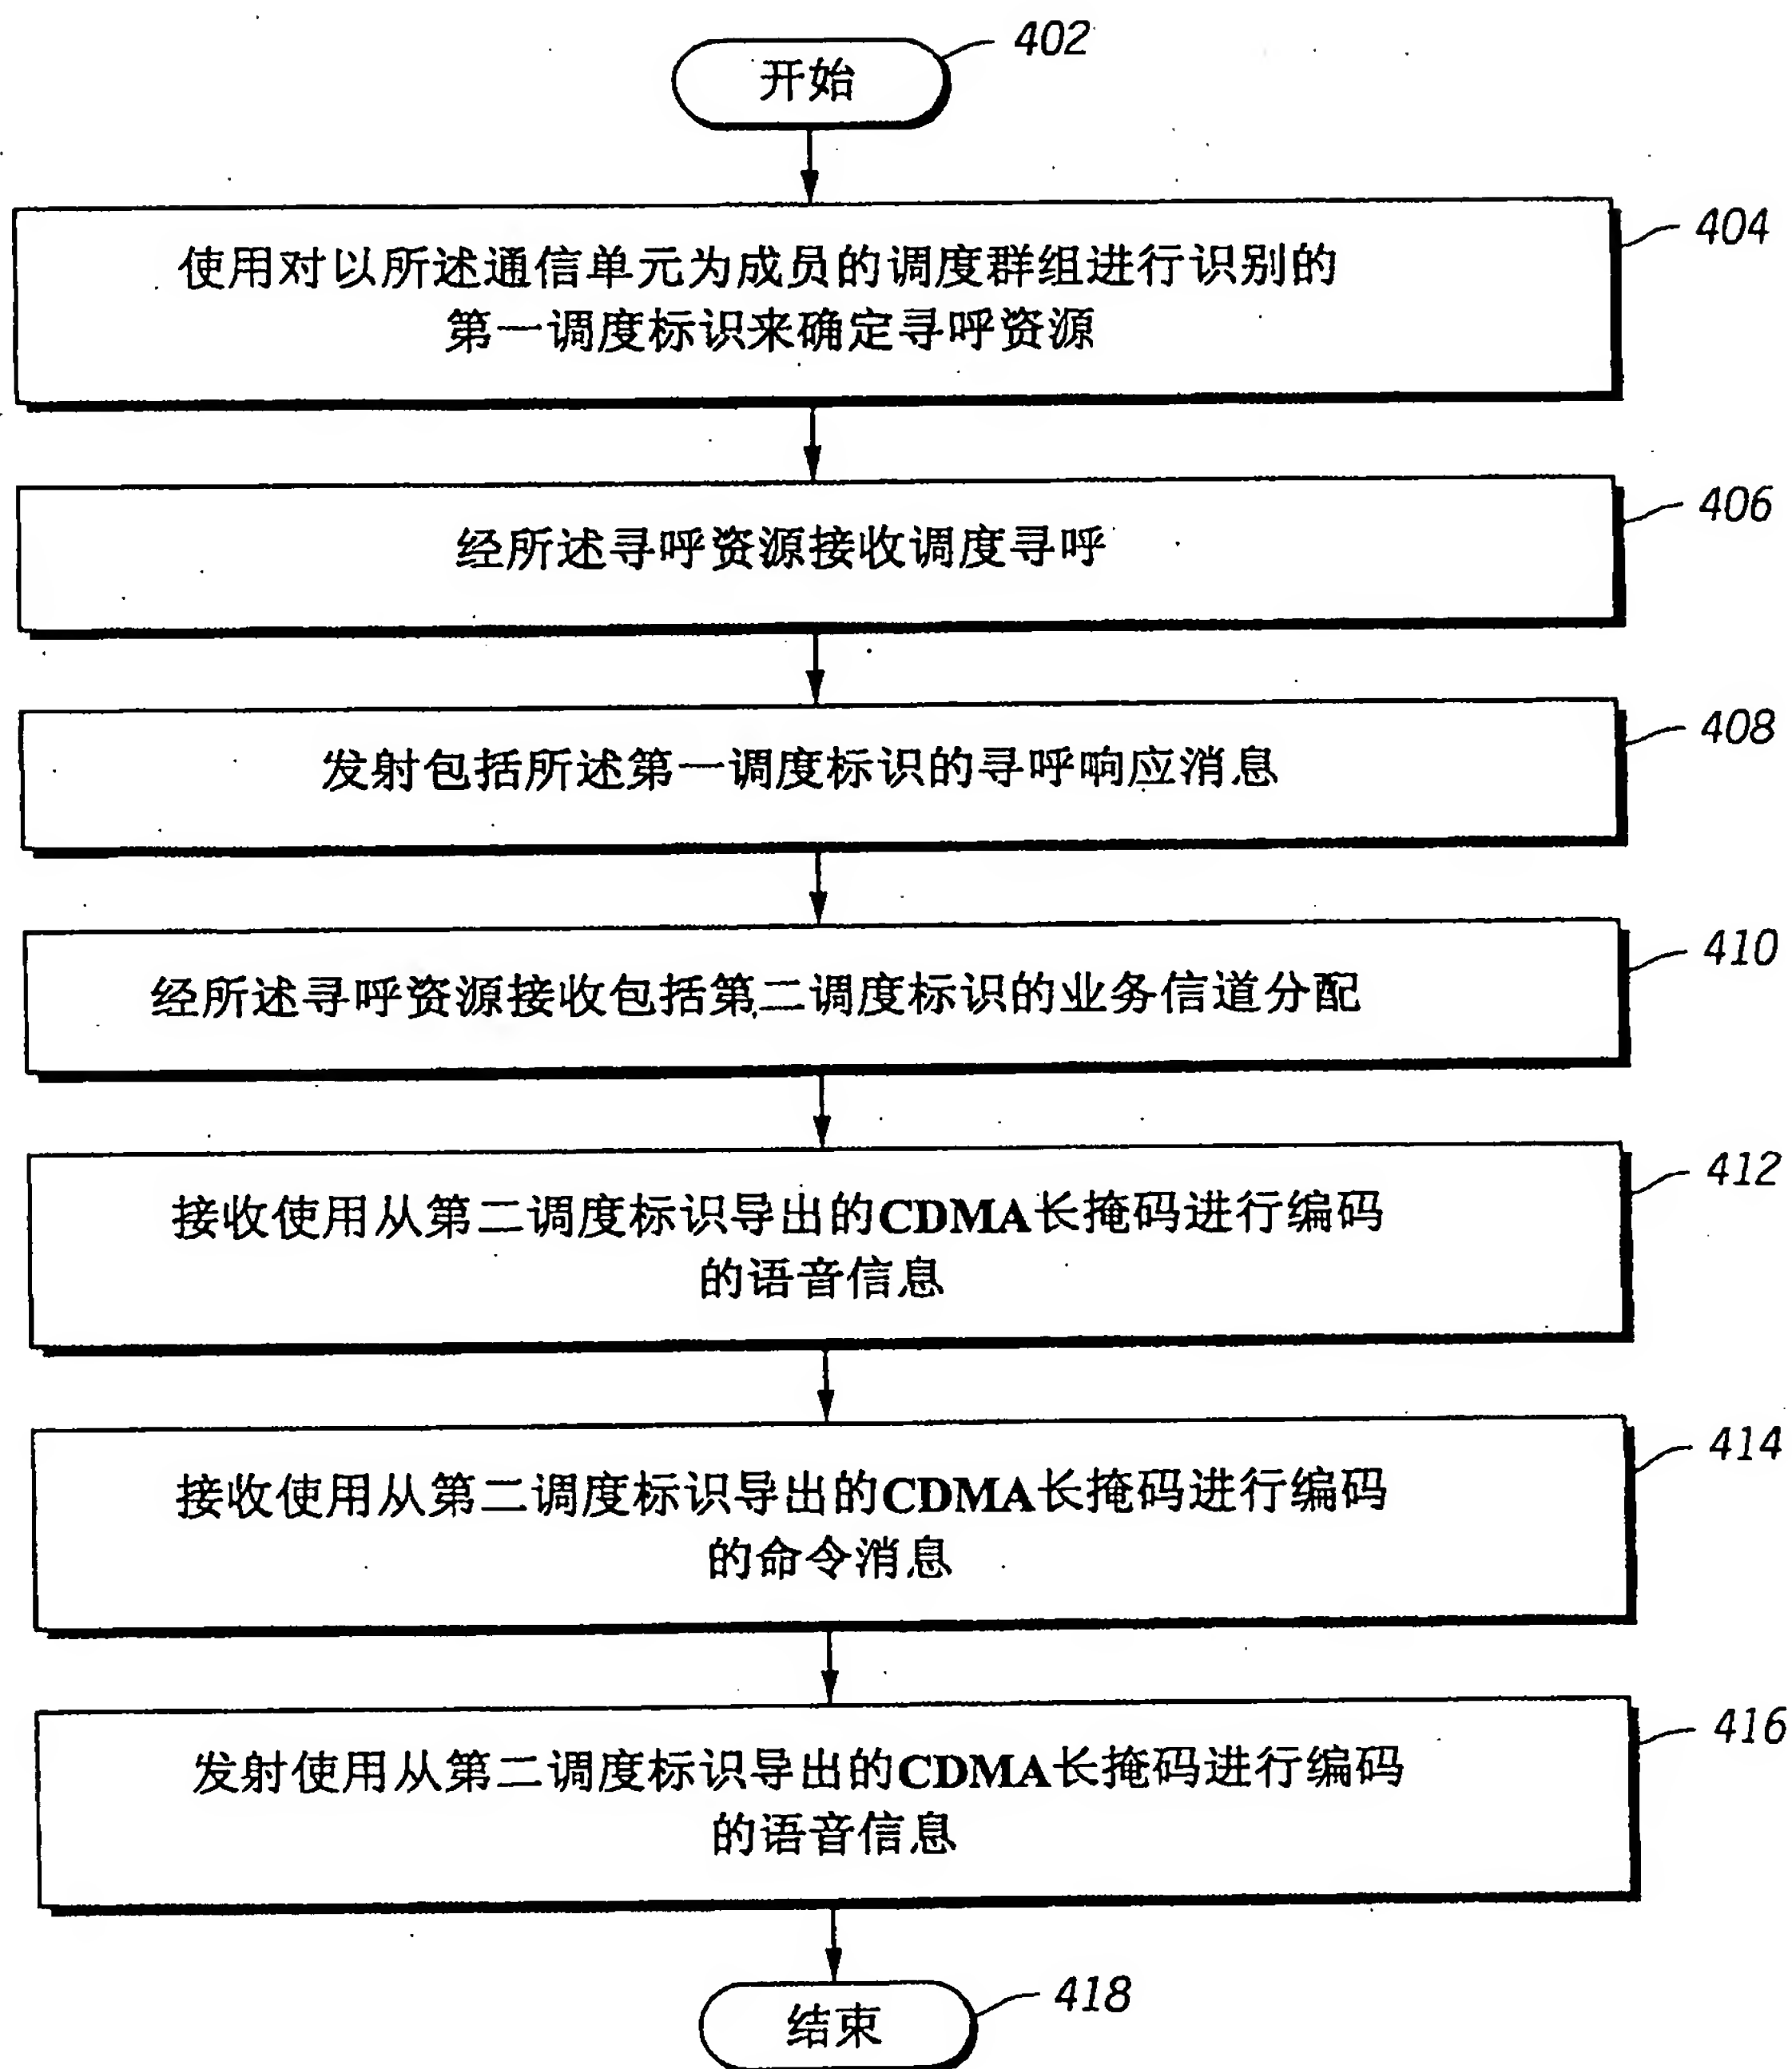 402
开始
404
使用对以所述通信单元为成员的调度群组进行识别的
第一调度标识来确定寻呼资源
406
经所述寻呼资源接收调度寻呼
408
发射包括所述第一调度标识的寻呼响应消息
410
经所述寻呼资源接收包括第二调度标识的业务信道分配
412
接收使用从第二调度标识导出的CDMA长掩码进行编码
的语音信息
414
接收使用从第二调度标识导出的CDMA长掩码进行编码
的命令消息
416
发射使用从第二调度标识导出的CDMA长掩码进行编码
的语音信息
418
结束